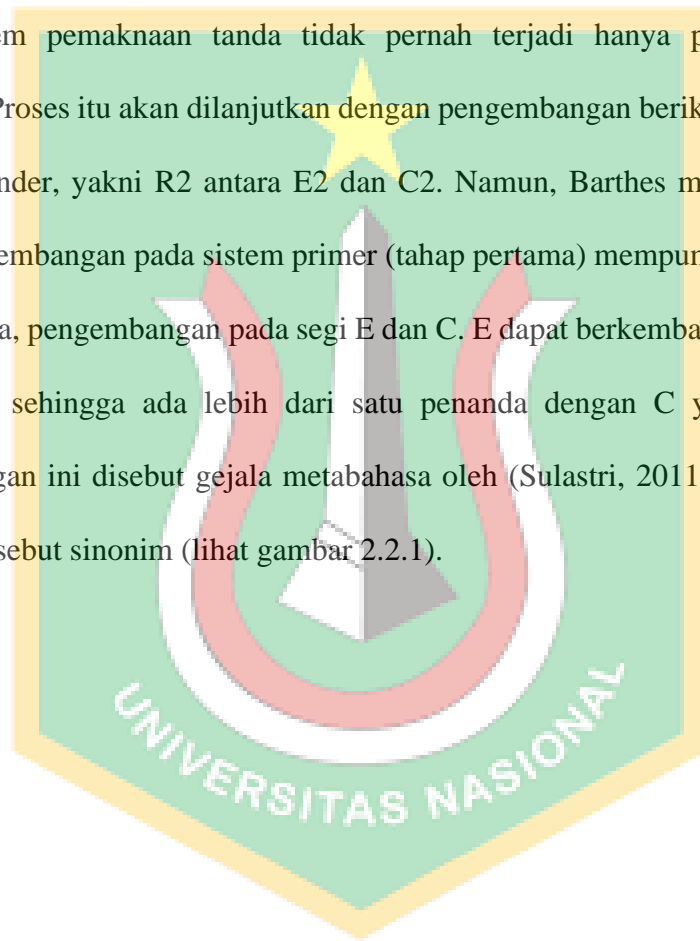 em pemaknaan tanda tidak pernah terjadi hanya p
Proses itu akan dilanjutkan dengan pengembangan berik
nder, yakni R2 antara E2 dan C2. Namun, Barthes m
embangan pada sistem primer (tahap pertama) mempun
a, pengembangan pada segi E dan C. E dapat berkemba
sehingga ada lebih dari satu penanda dengan C y
gan ini disebut gejala metabahasa oleh (Sulastri, 2011
sebut sinonim (lihat gambar 2.2.1).
UNIVERSITAS NASIONAL